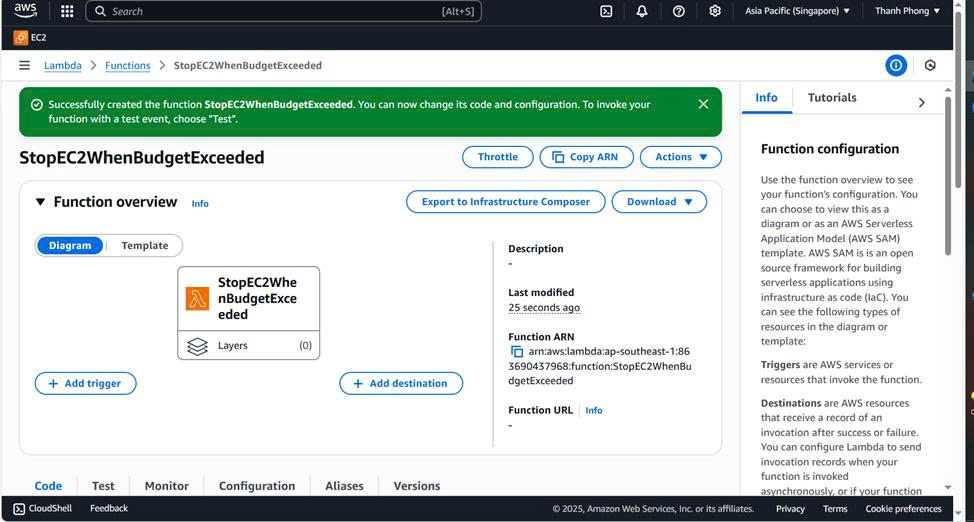 aws
Search
[Alt+S]
Asia Pacific (Singapore)
Thanh Phong
EC2
Lambda
Functions
StopEC2WhenBudgetExceeded
Successfully created the function StopEC2WhenBudgetExceeded. You can now change its code and configuration. To invoke your
function with a test event, choose "Test".
StopEC2WhenBudgetExceeded
Throttle
Copy ARN
Actions
Function overview
Info
Export to Infrastructure Composer
Download
Diagram
Template
StopEC2Whe
nBudgetExce
eded
Layers
(0)
Add trigger
Add destination
Description
-
Last modified
25 seconds ago
Function ARN
arn:aws:lambda:ap-southeast-1:86
3690437968:function:StopEC2WhenBu
dgetExceeded
Function URL
Info
-
Code
Test
Monitor
Configuration
Aliases
Versions
Info
Tutorials
Function configuration
Use the function overview to see
your function's configuration. You
can choose to view this as a
diagram or as an AWS Serverless
Application Model (AWS SAM)
template. AWS SAM is is an open
source framework for building
serverless applications using
infrastructure as code (IaC). You
can see the following types of
resources in the diagram or
template:
Triggers are AWS services or
resources that invoke the function.
Destinations are AWS resources
that receive a record of an
invocation after success or failure.
You can configure Lambda to send
invocation records when your
function is invoked
asynchronously, or if your function
CloudShell
Feedback
© 2025, Amazon Web Services, Inc. or its affiliates.
Privacy
Terms
Cookie preferences